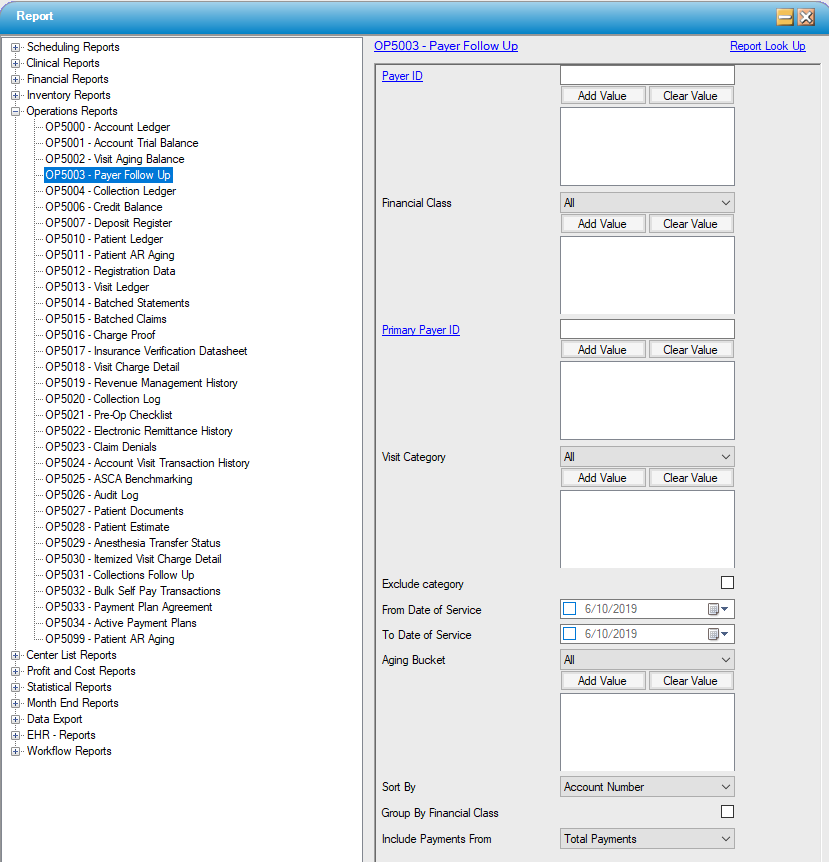 Report
Scheduling Reports
Clinical Reports
Financial Reports
Inventory Reports
Operations Reports
OP5000 - Account Ledger
OP5001 - Account Trial Balance
OP5002 - Visit Aging Balance
OP5003 - Payer Follow Up
OP5004 - Collection Ledger
OP5006 - Credit Balance
OP5007 - Deposit Register
OP5010 - Patient Ledger
OP5011 - Patient AR Aging
OP5012 - Registration Data
OP5013 - Visit Ledger
OP5014 - Batched Statements
OP5015 - Batched Claims
OP5016 - Charge Proof
OP5017 - Insurance Verification Datasheet
OP5018 - Visit Charge Detail
OP5019 - Revenue Management History
OP5020 - Collection Log
OP5021 - Pre-Op Checklist
OP5022 - Electronic Remittance History
OP5023 - Claim Denials
OP5024 - Account Visit Transaction History
OP5025 - ASCA Benchmarking
OP5026 - Audit Log
OP5027 - Patient Documents
OP5028 - Patient Estimate
OP5029 - Anesthesia Transfer Status
OP5030 - Itemized Visit Charge Detail
OP5031 - Collections Follow Up
OP5032 - Bulk Self Pay Transactions
OP5033 - Payment Plan Agreement
OP5034 - Active Payment Plans
OP5099 - Patient AR Aging
Center List Reports
Profit and Cost Reports
Statistical Reports
Month End Reports
Data Export
EHR - Reports
Workflow Reports
OP5003 - Payer Follow Up Report Look Up
Payer ID
Add Value Clear Value
Financial Class All
Add Value Clear Value
Primary Payer ID
Add Value Clear Value
Visit Category All
Add Value Clear Value
Exclude category
From Date of Service 6/10/2019
To Date of Service 6/10/2019
Aging Bucket All
Add Value Clear Value
Sort By Account Number
Group By Financial Class
Include Payments From Total Payments